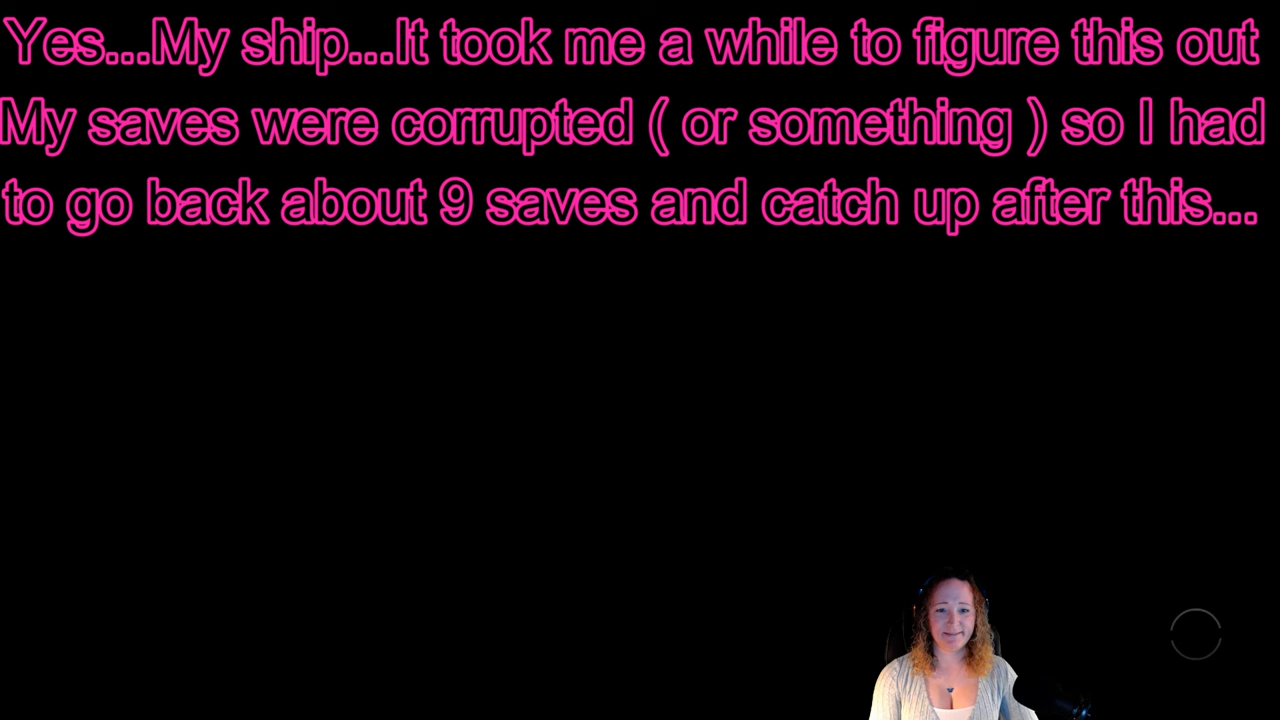 Yes...My ship...It took me a while to figure this out
My saves were corrupted ( or something ) so I had
to go back about 9 saves and catch up after this...